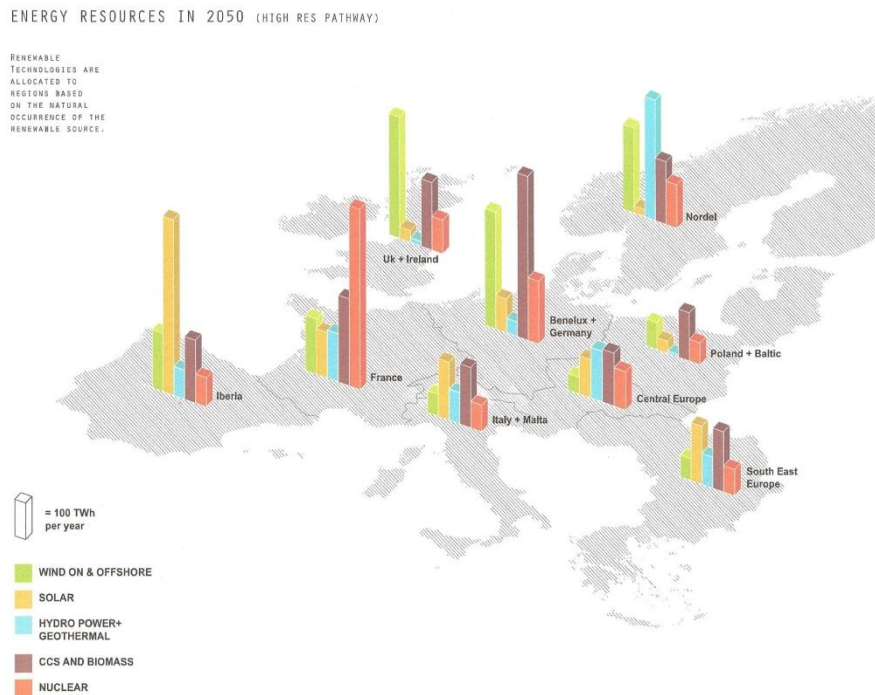 ENERGY RESOURCES IN 2050 (HIGH RES PATHWAY)
RENEWABLE
TECHNOLOGIES ARE
ALLOCATED TO
REGIONS BASED
ON THE NATURAL
OCCURRENCE OF THE
RENEWABLE SOURCE.
Nordel
Uk + Ireland
Benelux +
Germany
Poland + Baltic
France
Iberia
Central Europe
Italy + Malta
South East
Europe
= 100 TWh
per year
WIND ON & OFFSHORE
SOLAR
HYDRO POWER+
GEOTHERMAL
CCS AND BIOMASS
NUCLEAR